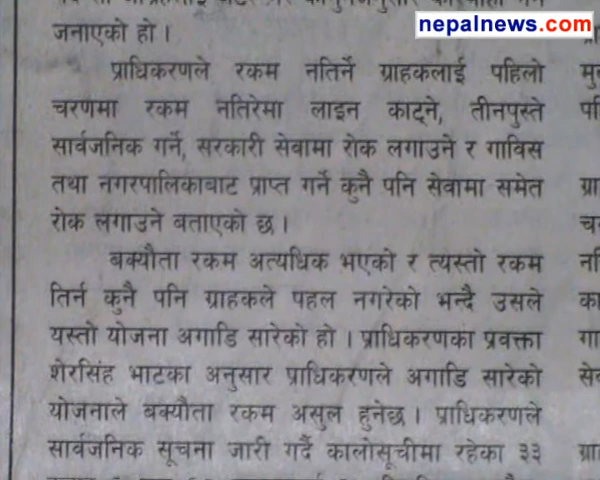 nepalnews.com
जनाएको हो ।
प्राधिकरणले रकम नतिर्ने ग्राहकलाई पहिलो
चरणमा रकम नतिरेमा लाइन काट्ने, तीनपुस्ते
सार्वजनिक गर्ने, सरकारी सेवामा रोक लगाउने र गाविस
तथा नगरपालिकाबाट प्राप्त गर्ने कुनै पनि सेवामा समेत
रोक लगाउने बताएको छ ।
बक्यौता रकम अत्यधिक भएको र त्यस्तो रकम
तिर्न कुनै पनि ग्राहकले पहल नगरेको भन्दै उसले
यस्तो योजना अगाडि सारेको हो । प्राधिकरणका प्रवक्ता
शेरसिंह भाटका अनुसार प्राधिकरणले अगाडि सारेको
योजनाले बक्यौता रकम असुल हुनेछ । प्राधिकरणले
सार्वजनिक सूचना जारी गर्दै कालोसूचीमा रहेका ३३